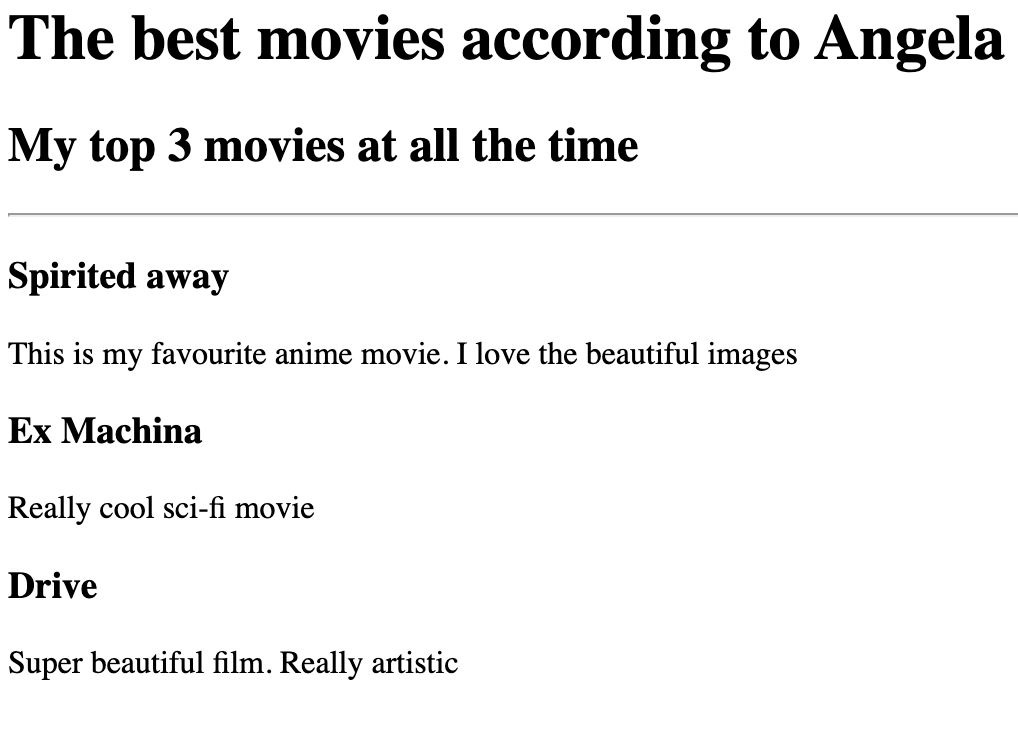 The best movies according to Angela
My top 3 movies at all the time
Spirited away
This is my favourite anime movie. I love the beautiful images
Ex Machina
Really cool sci-fi movie
Drive
Super beautiful film. Really artistic